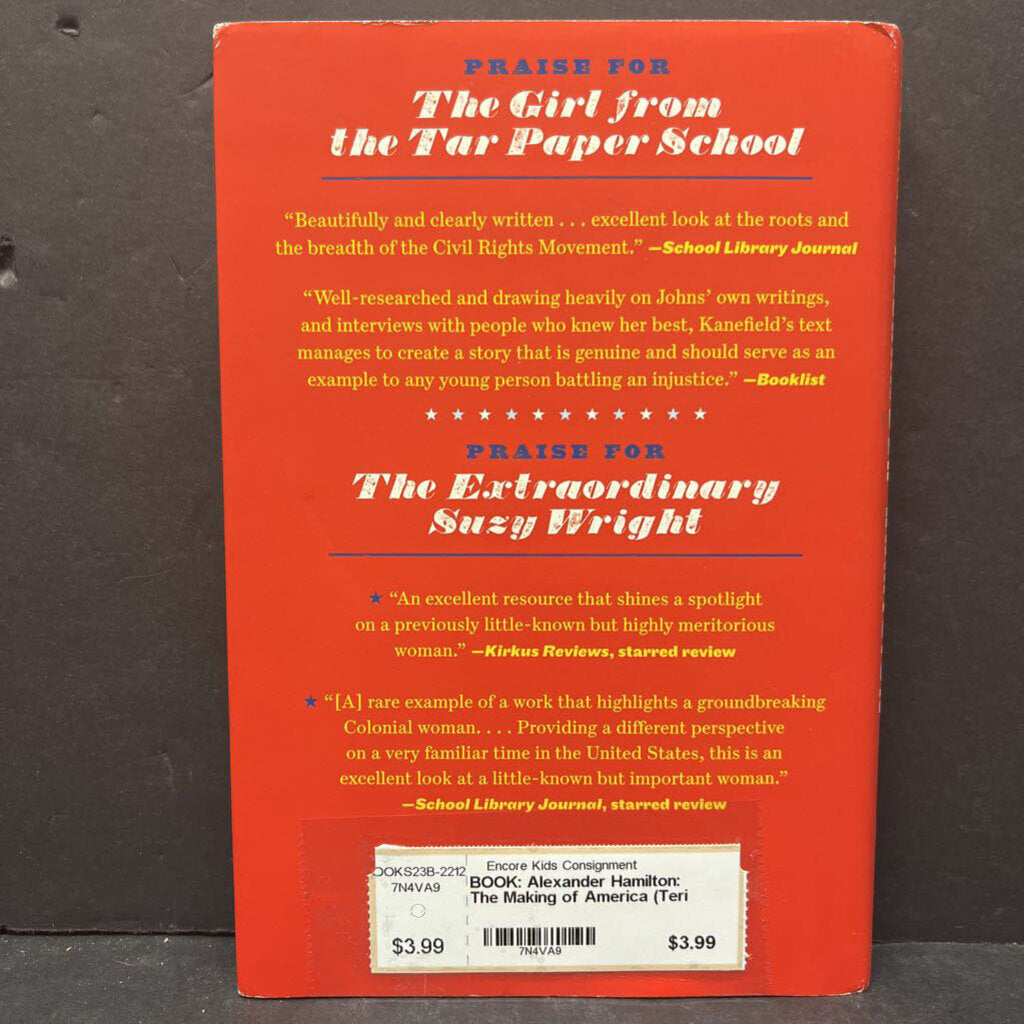 PRAISE FOR
The Girl from
the Tar Paper School
“Beautifully and clearly written . . . excellent look at the roots and
the breadth of the Civil Rights Movement.” —School Library Journal
“Well-researched and drawing heavily on Johns’ own writings,
and interviews with people who knew her best, Kanefield’s text
manages to create a story that is genuine and should serve as an
example to any young person battling an injustice.” —Booklist
PRAISE FOR
The Extraordinary
Suzy Wright
“An excellent resource that shines a spotlight
on a previously little-known but highly meritorious
woman.” —Kirkus Reviews, starred review
“[A] rare example of a work that highlights a groundbreaking
Colonial woman. . . . Providing a different perspective
on a very familiar time in the United States, this is an
excellent look at a little-known but important woman.”
—School Library Journal, starred review
OOKS23B-2212
7N4VA9
$3.99
Encore Kids Consignment
BOOK: Alexander Hamilton:
The Making of America (Teri
7N4VA9
$3.99